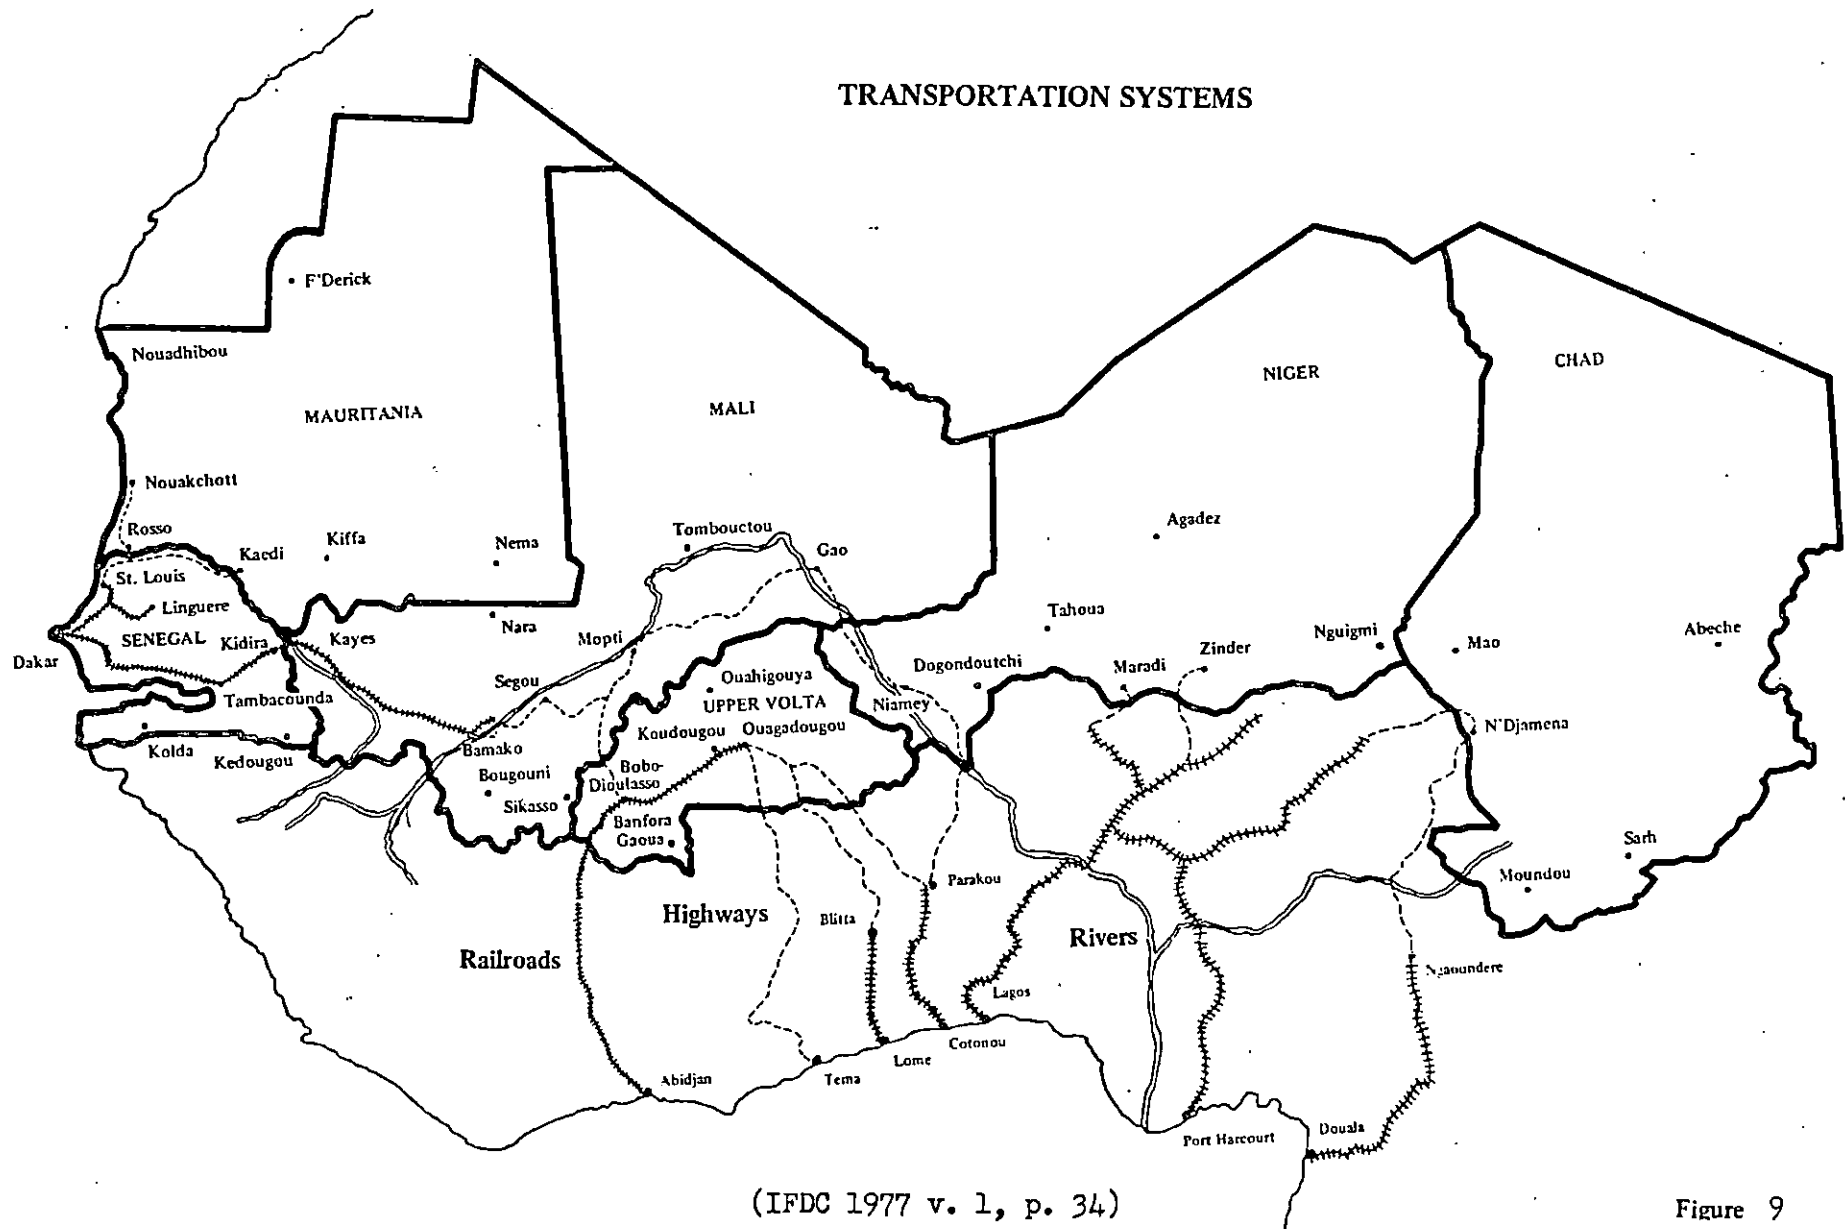 TRANSPORTATION SYSTEMS
F'Derick
Nouadhibou
MAURITANIA
MALI
NIGER
CHAD
Nouakchott
Rosso
Kaedi
Kiffa
Nema
Tombouctou
Gao
Agadez
St. Louis
Linguere
SENEGAL
Kidira
Kayes
Nara
Mopti
Tahoua
Nguigmi
Mao
Abeche
Dakar
Tambacounda
Segou
Ouahigouya
UPPER VOLTA
Dogondoutchi
Maradi
Zinder
Niamey
Kolda
Kedougou
Bamako
Koudougou
Ouagadougou
N'Djamena
Bougouni
Sikasso
Bobo-
Dioulasso
Banfora
Gaoua
Sarh
Moundou
Parakou
Highways
Blitta
Rivers
Railroads
Ngaoundere
Lagos
Cotonou
Lome
Tema
Abidjan
Port Harcourt
Douala
(IFDC 1977 v. 1, p. 34)
Figure 9